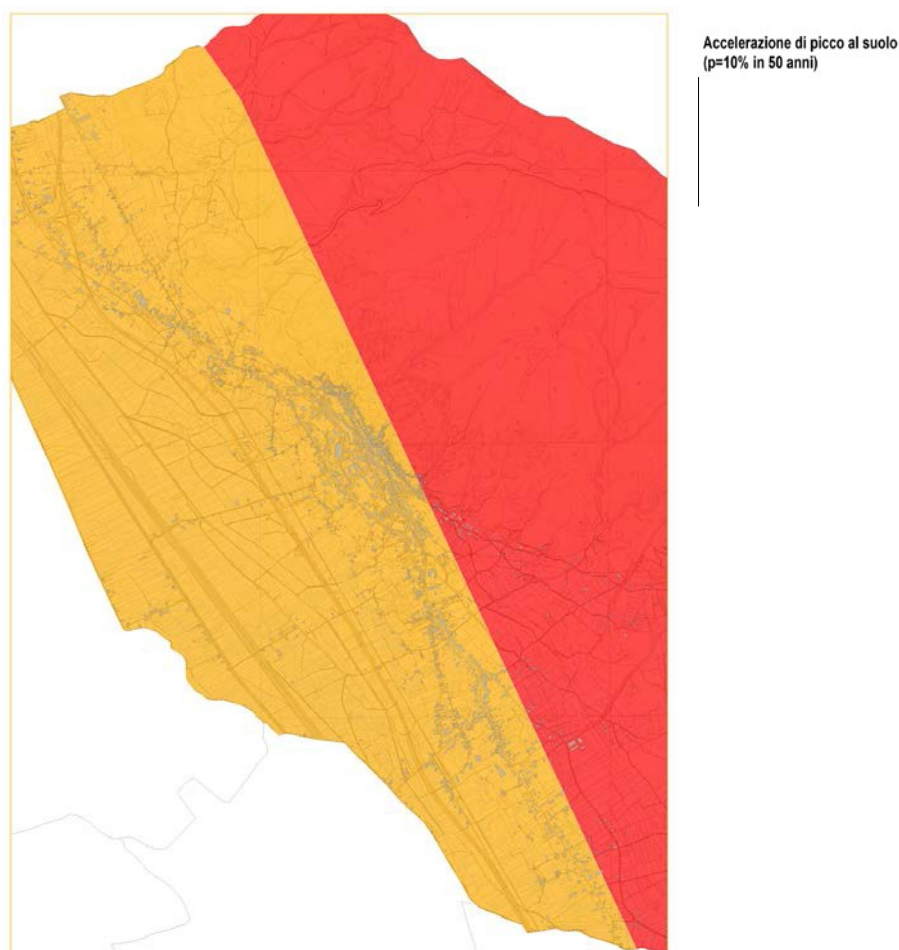 Accelerazione di picco al suolo
(p=10% in 50 anni)